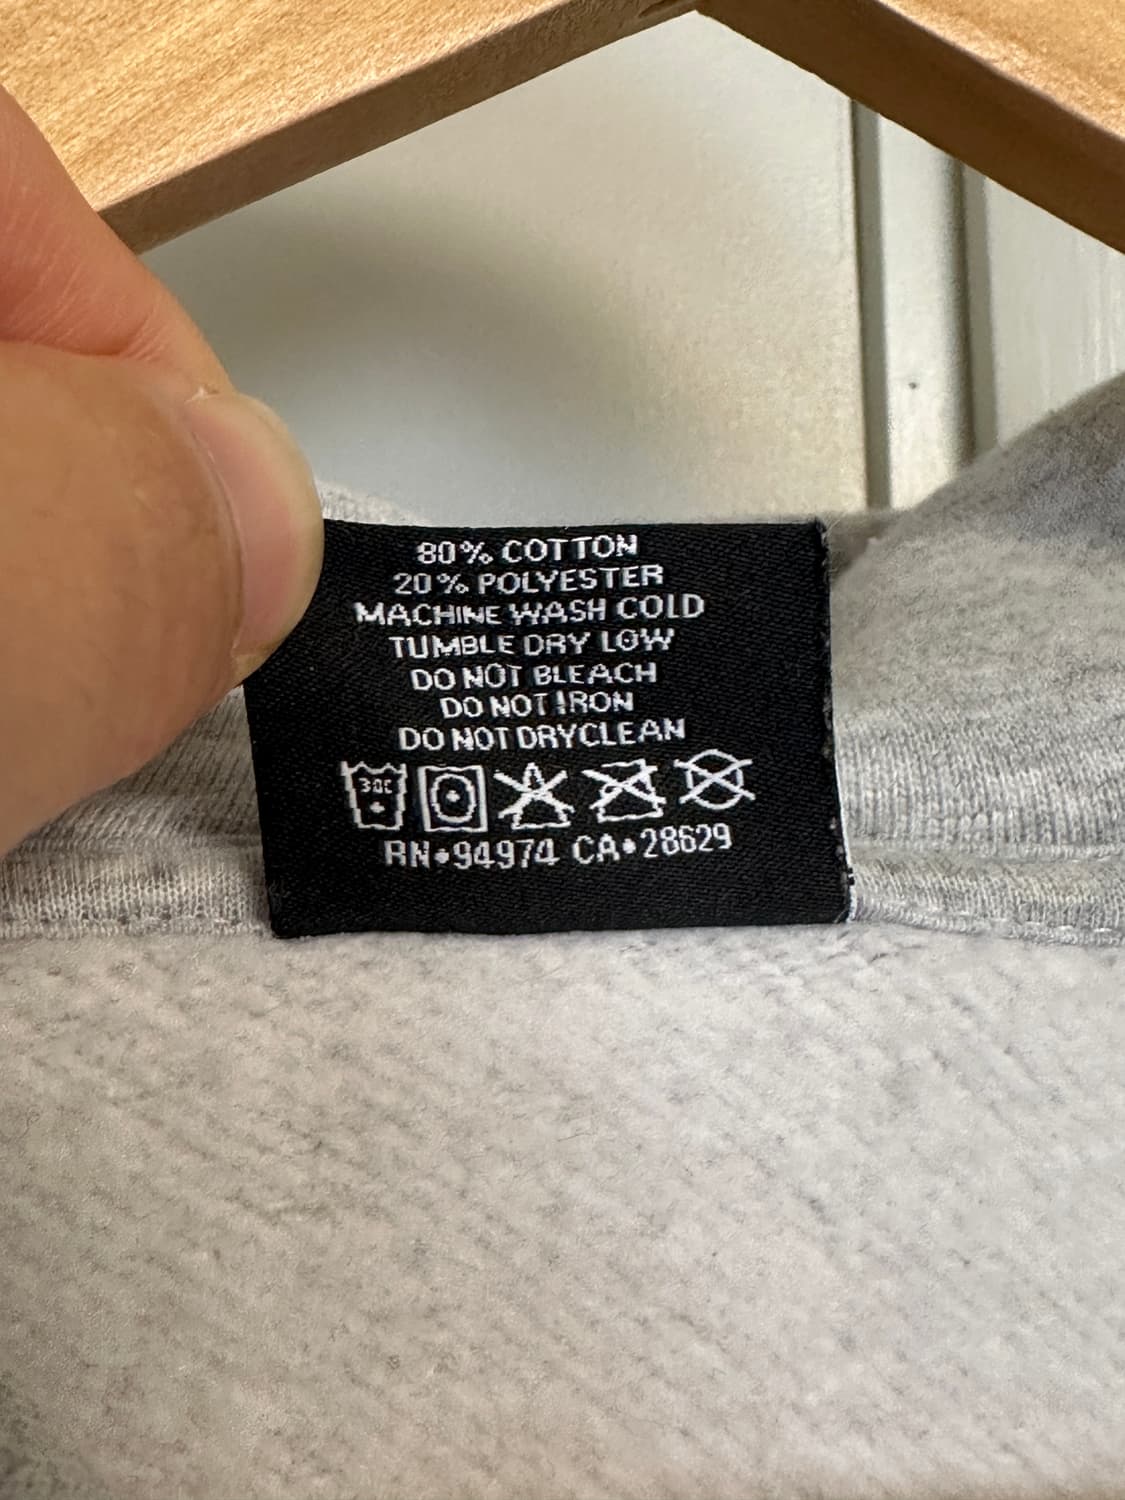 80% COTTON
20% POLYESTER
MACHINE WASH COLD
TUMBLE DRY LOW
DO NOT BLEACH
DO NOT IRON
DO NOT DRYCLEAN
30C
RN•94974 CA•28629